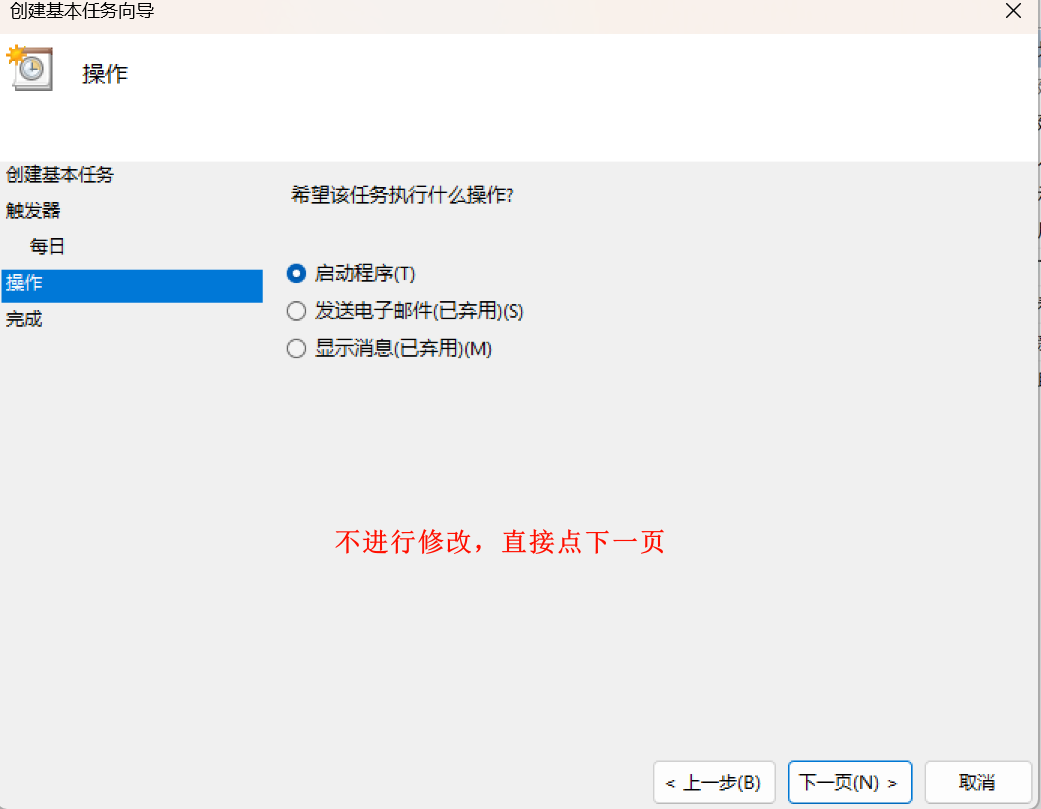 创建基本任务向导
操作
创建基本任务
触发器
每日
操作
完成
希望该任务执行什么操作?
启动程序(T)
发送电子邮件(已弃用)(S)
显示消息(已弃用)(M)
不进行修改，直接点下一页
< 上一步(B)
下一页(N) >
取消